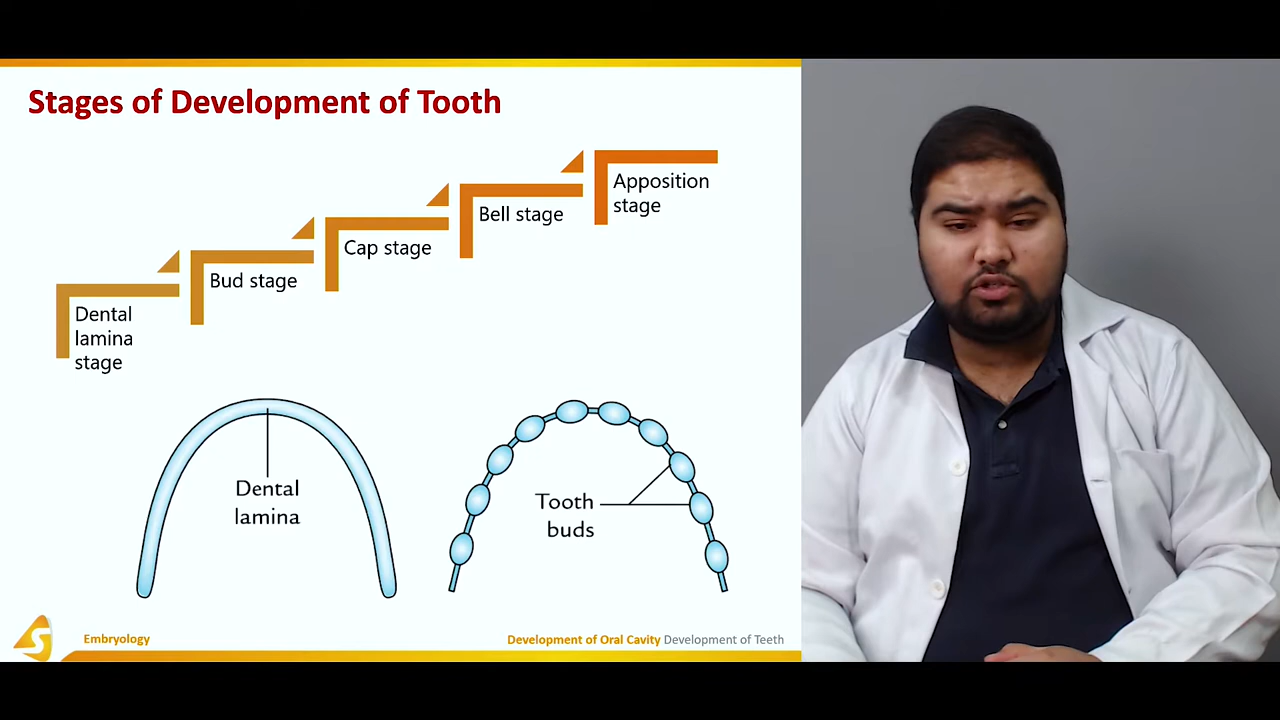 Stages of Development of Tooth
Apposition
stage
Bell stage
Cap stage
Bud stage
Dental
lamina
stage
Dental
lamina
Tooth
buds
S
Embryology
Development of Oral Cavity Development of Teeth